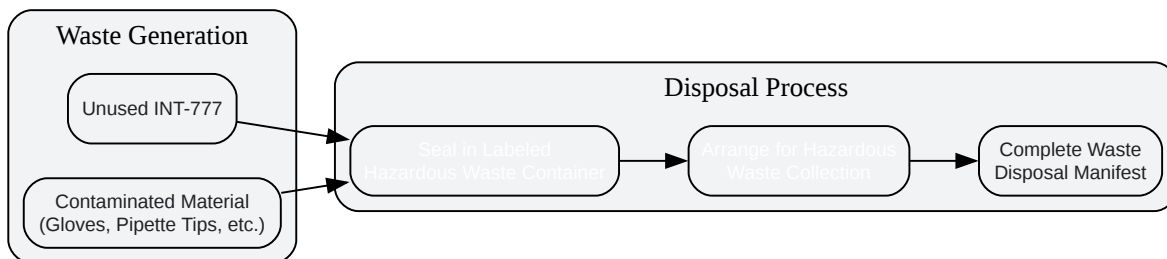 Waste Generation
Unused INT-777
Contaminated Material
(Gloves, Pipette Tips, etc.)
Disposal Process
Seal in Labeled
Hazardous Waste Container
Arrange for Hazardous
Waste Collection
Complete Waste
Disposal Manifest